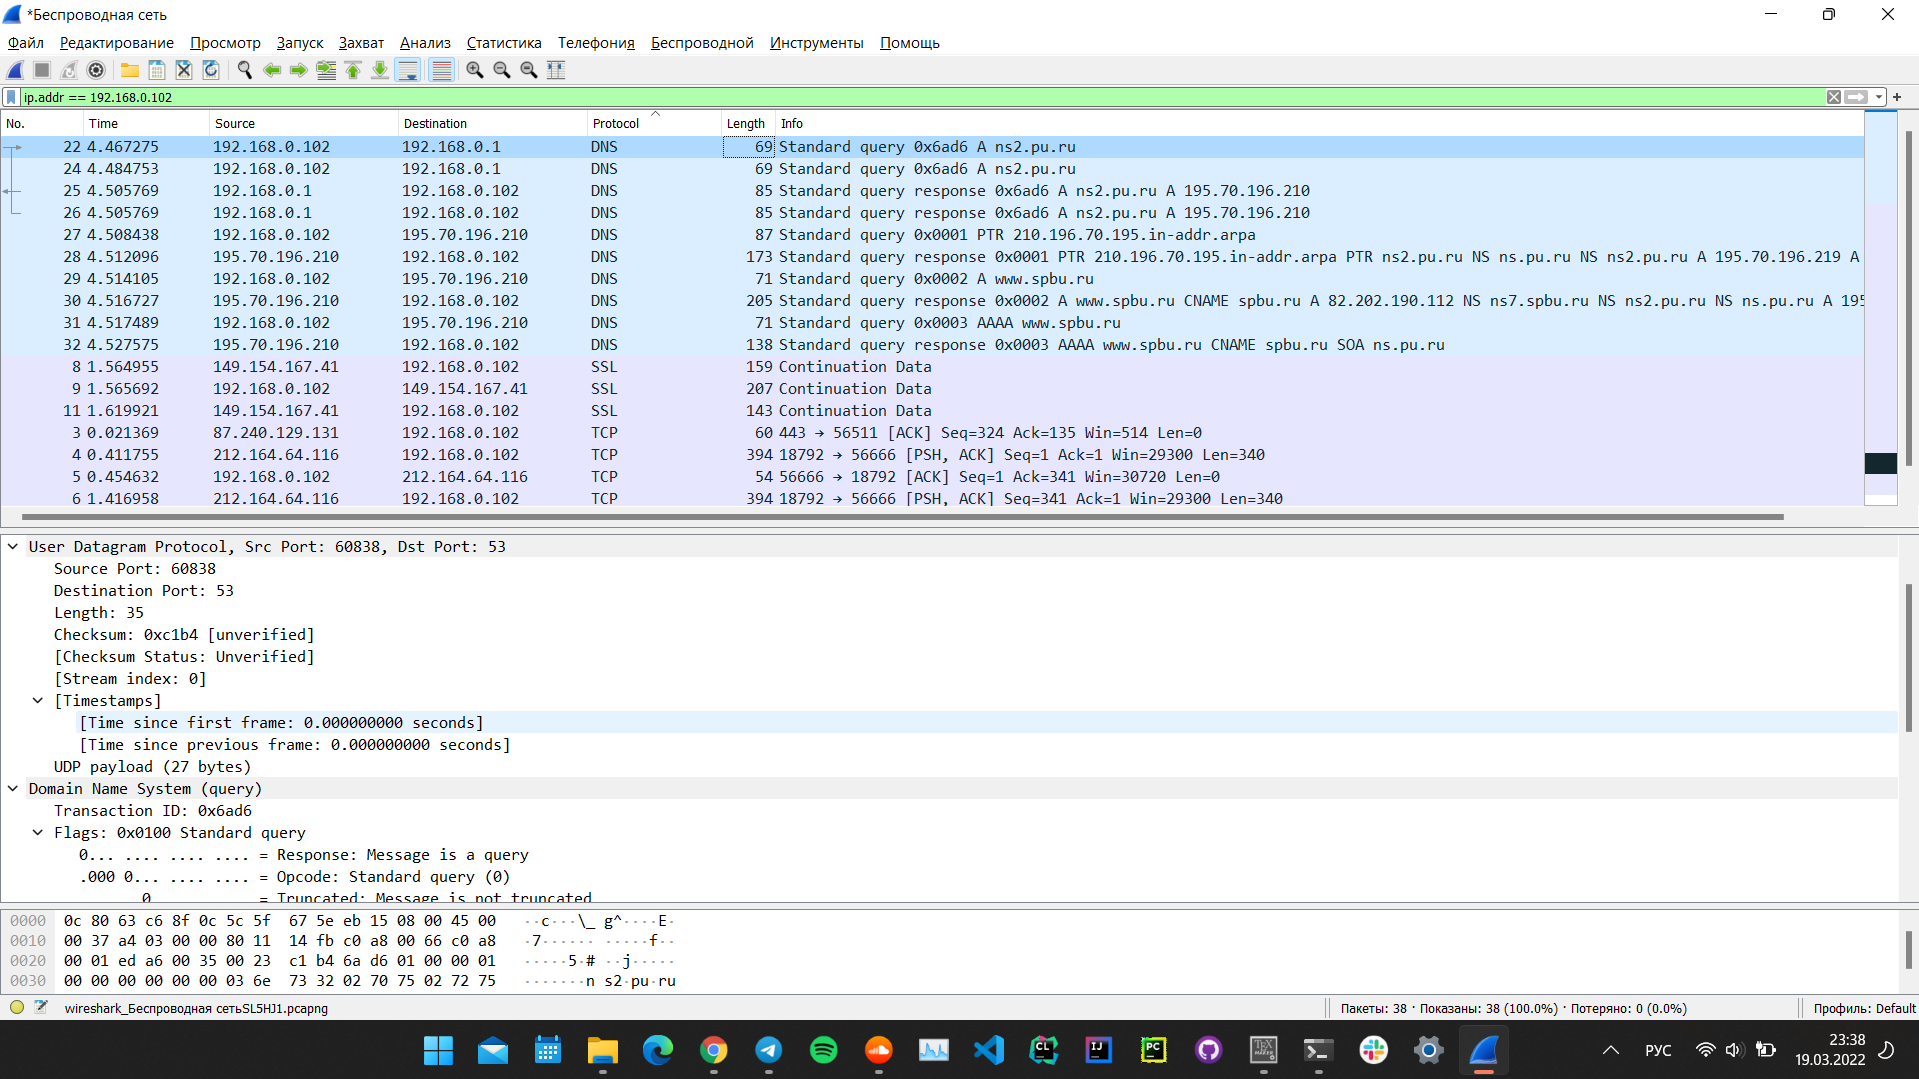 *Беспроводная сеть
Файл Редактирование Просмотр Запуск Захват Анализ Статистика Телефония Беспроводной Инструменты Помощь
ip.addr == 192.168.0.102
No. Time Source Destination Protocol Length Info
22 4.467275 192.168.0.102 192.168.0.1 DNS 69 Standard query 0x6ad6 A ns2.pu.ru
24 4.484753 192.168.0.102 192.168.0.1 DNS 69 Standard query 0x6ad6 A ns2.pu.ru
25 4.505769 192.168.0.1 192.168.0.102 DNS 85 Standard query response 0x6ad6 A ns2.pu.ru A 195.70.196.210
26 4.505769 192.168.0.1 192.168.0.102 DNS 85 Standard query response 0x6ad6 A ns2.pu.ru A 195.70.196.210
27 4.508438 192.168.0.102 195.70.196.210 DNS 87 Standard query 0x0001 PTR 210.196.70.195.in-addr.arpa
28 4.512096 195.70.196.210 192.168.0.102 DNS 173 Standard query response 0x0001 PTR 210.196.70.195.in-addr.arpa PTR ns2.pu.ru NS ns.pu.ru NS ns2.pu.ru A 195.70.196.219 A
29 4.514105 192.168.0.102 195.70.196.210 DNS 71 Standard query 0x0002 A www.spbu.ru
30 4.516727 195.70.196.210 192.168.0.102 DNS 205 Standard query response 0x0002 A www.spbu.ru CNAME spbu.ru A 82.202.190.112 NS ns7.spbu.ru NS ns2.pu.ru NS ns.pu.ru A 195
31 4.517489 192.168.0.102 195.70.196.210 DNS 71 Standard query 0x0003 AAAA www.spbu.ru
32 4.527575 195.70.196.210 192.168.0.102 DNS 138 Standard query response 0x0003 AAAA www.spbu.ru CNAME spbu.ru SOA ns.pu.ru
8 1.564955 149.154.167.41 192.168.0.102 SSL 159 Continuation Data
9 1.565692 192.168.0.102 149.154.167.41 SSL 207 Continuation Data
11 1.619921 149.154.167.41 192.168.0.102 SSL 143 Continuation Data
3 0.021369 87.240.129.131 192.168.0.102 TCP 60 443 → 56511 [ACK] Seq=324 Ack=135 Win=514 Len=0
4 0.411755 212.164.64.116 192.168.0.102 TCP 394 18792 → 56666 [PSH, ACK] Seq=1 Ack=1 Win=29300 Len=340
5 0.454632 192.168.0.102 212.164.64.116 TCP 54 56666 → 18792 [ACK] Seq=1 Ack=341 Win=30720 Len=0
6 1.416958 212.164.64.116 192.168.0.102 TCP 394 18792 → 56666 [PSH, ACK] Seq=341 Ack=1 Win=29300 Len=340
User Datagram Protocol, Src Port: 60838, Dst Port: 53
Source Port: 60838
Destination Port: 53
Length: 35
Checksum: 0xc1b4 [unverified]
[Checksum Status: Unverified]
[Stream index: 0]
[Timestamps]
[Time since first frame: 0.000000000 seconds]
[Time since previous frame: 0.000000000 seconds]
UDP payload (27 bytes)
Domain Name System (query)
Transaction ID: 0x6ad6
Flags: 0x0100 Standard query
0... .... .... .... = Response: Message is a query
.000 0... .... .... = Opcode: Standard query (0)
0 = Truncated: Message is not truncated
0000 0c 80 63 c6 8f 0c 5c 5f 67 5e eb 15 08 00 45 00 ··c···\_ g^····E·
0010 00 37 a4 03 00 00 80 11 14 fb c0 a8 00 66 c0 a8 ·7······ ·····f··
0020 00 01 ed a6 00 35 00 23 c1 b4 6a d6 01 00 00 01 ·····5·# ··j·····
0030 00 00 00 00 00 00 03 6e 73 32 02 70 75 02 72 75 ·······n s2·pu·ru
wireshark_Беспроводная сетьSL5HJ1.pcapng Пакеты: 38 · Показаны: 38 (100.0%) · Потеряно: 0 (0.0%) Профиль: Default
CL IJ PC TEX MAKER РУС 23:38
19.03.2022